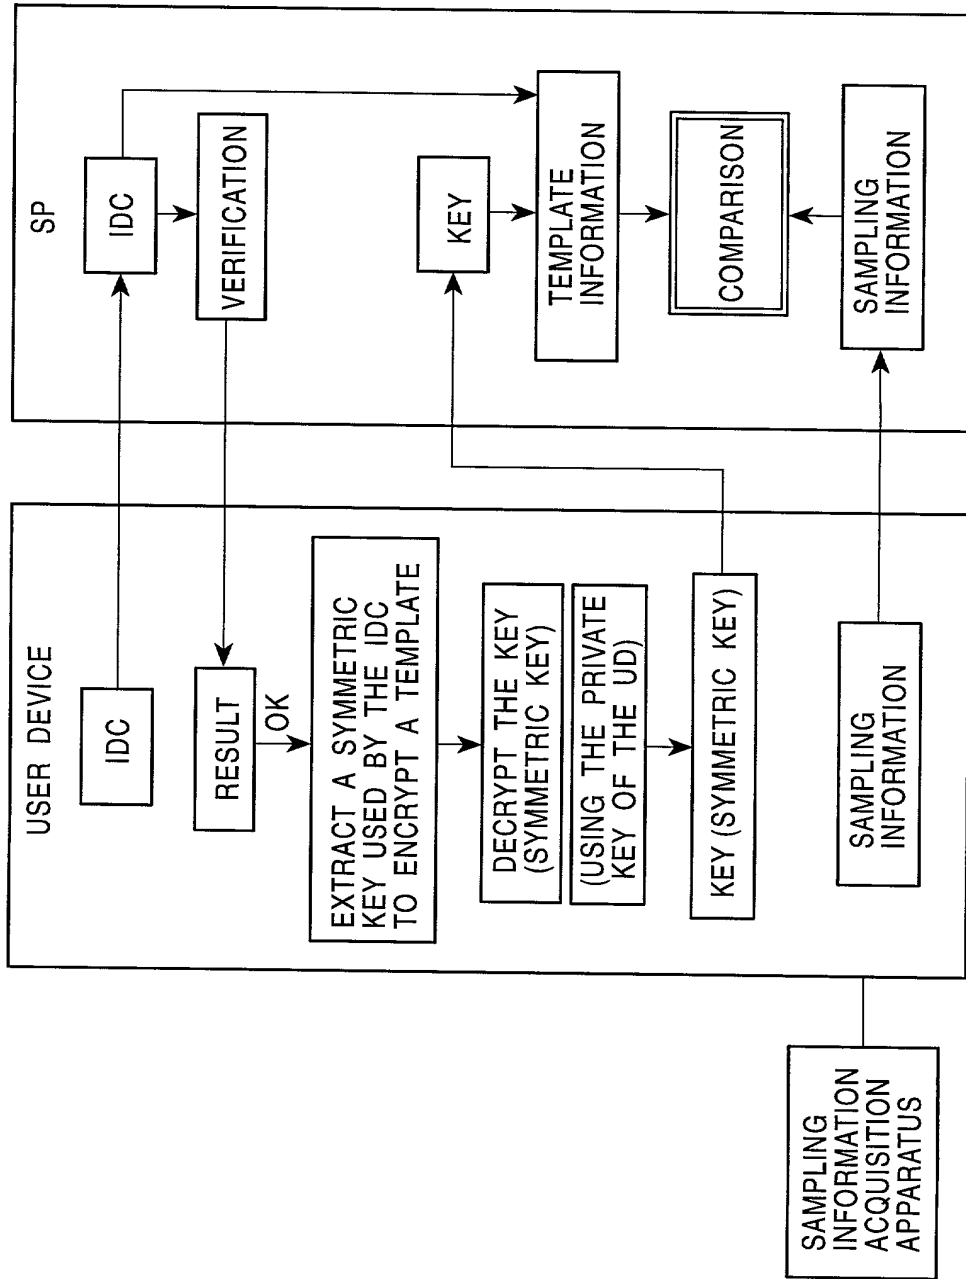 USER DEVICE
IDC
RESULT
OK
EXTRACT A SYMMETRIC
KEY USED BY THE IDC
TO ENCRYPT A TEMPLATE
DECRYPT THE KEY
(SYMMETRIC KEY)
(USING THE PRIVATE
KEY OF THE UD)
KEY (SYMMETRIC KEY)
SAMPLING
INFORMATION
SP
IDC
VERIFICATION
KEY
TEMPLATE
INFORMATION
COMPARISON
SAMPLING
INFORMATION
SAMPLING
INFORMATION
ACQUISITION
APPARATUS